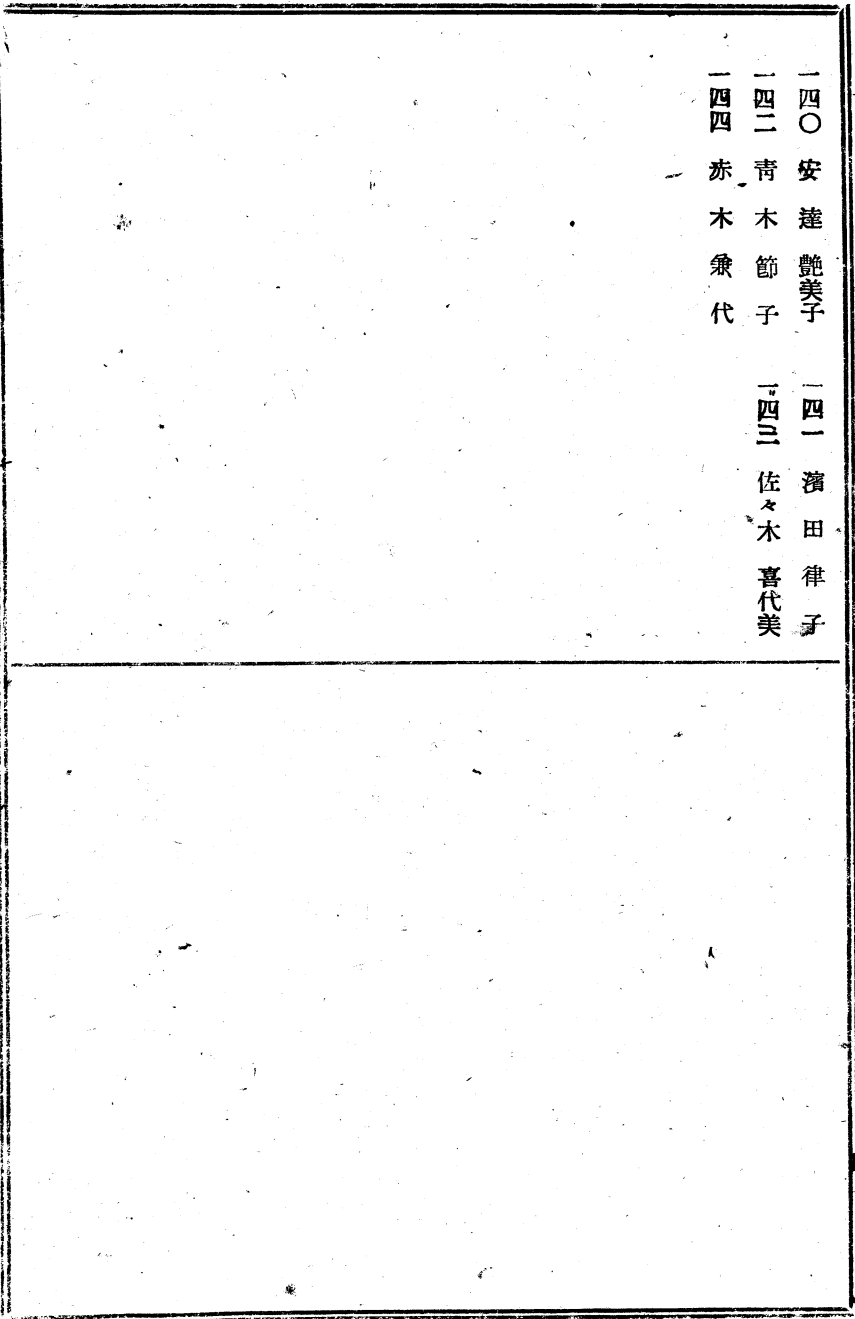 一四〇　安達艶美子
一四一　濱田律子
一四二　靑木節子
一四三　佐々木喜代美
一四四　赤木兼代